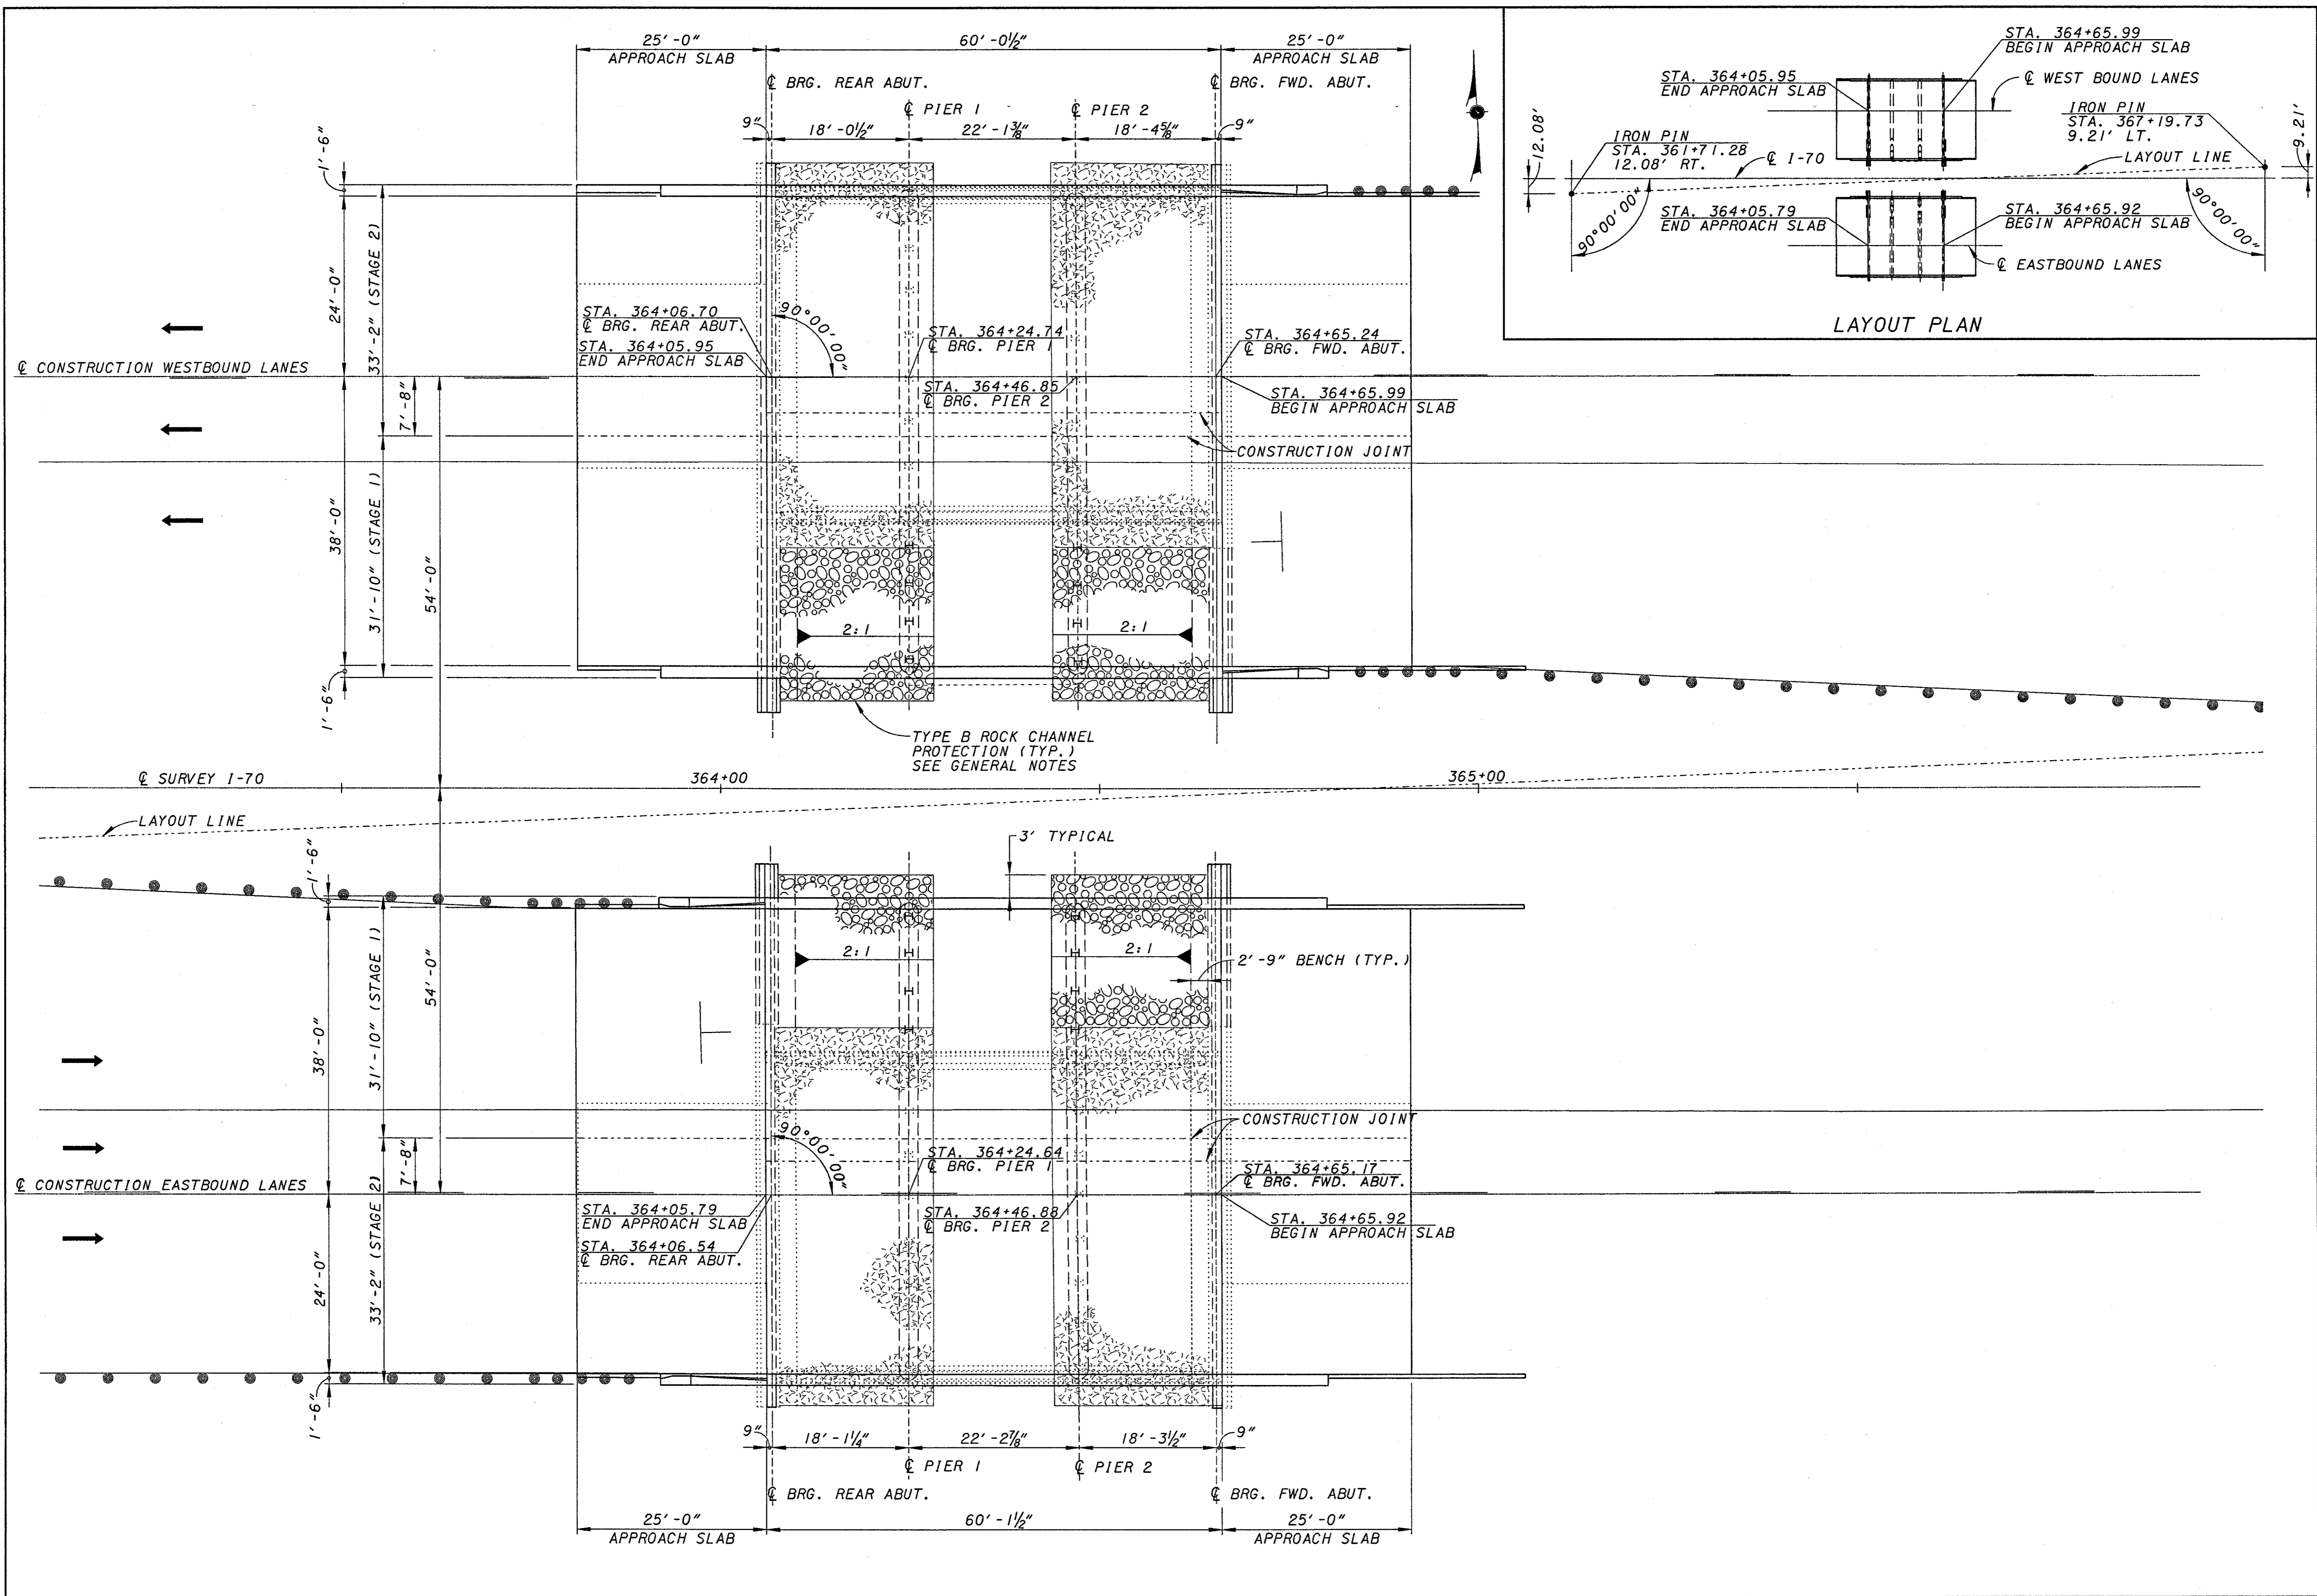 25'-0"
APPROACH SLAB
60'-0½"
25'-0"
APPROACH SLAB
℄ BRG. REAR ABUT.
℄ BRG. FWD. ABUT.
℄ PIER 1
℄ PIER 2
9"
18'-0½"
22'-1⅜"
18'-4⅝"
9"
1'-6"
24'-0"
33'-2" (STAGE 2)
7'-8"
38'-0"
31'-10" (STAGE 1)
54'-0"
1'-6"
STA. 364+06.70
℄ BRG. REAR ABUT.
STA. 364+05.95
END APPROACH SLAB
90°00'00"
STA. 364+24.74
℄ BRG. PIER 1
STA. 364+46.85
℄ BRG. PIER 2
STA. 364+65.24
℄ BRG. FWD. ABUT.
STA. 364+65.99
BEGIN APPROACH SLAB
℄ CONSTRUCTION WESTBOUND LANES
CONSTRUCTION JOINT
2:1
2:1
TYPE B ROCK CHANNEL
PROTECTION (TYP.)
SEE GENERAL NOTES
℄ SURVEY I-70
364+00
365+00
LAYOUT LINE
3' TYPICAL
1'-6"
38'-0"
31'-10" (STAGE 1)
54'-0"
7'-8"
24'-0"
33'-2" (STAGE 2)
1'-6"
2:1
2:1
2'-9" BENCH (TYP.)
CONSTRUCTION JOINT
90°00'00"
STA. 364+24.64
℄ BRG. PIER 1
STA. 364+65.17
℄ BRG. FWD. ABUT.
℄ CONSTRUCTION EASTBOUND LANES
STA. 364+05.79
END APPROACH SLAB
STA. 364+06.54
℄ BRG. REAR ABUT.
STA. 364+46.88
℄ BRG. PIER 2
STA. 364+65.92
BEGIN APPROACH SLAB
9"
18'-1¼"
22'-2⅞"
18'-3½"
9"
℄ PIER 1
℄ PIER 2
℄ BRG. REAR ABUT.
℄ BRG. FWD. ABUT.
25'-0"
APPROACH SLAB
60'-1½"
25'-0"
APPROACH SLAB
STA. 364+65.99
BEGIN APPROACH SLAB
STA. 364+05.95
END APPROACH SLAB
℄ WEST BOUND LANES
IRON PIN
STA. 367+19.73
9.21' LT.
IRON PIN
STA. 361+71.28
12.08' RT.
12.08'
9.21'
℄ I-70
LAYOUT LINE
STA. 364+05.79
END APPROACH SLAB
STA. 364+65.92
BEGIN APPROACH SLAB
90°00'00"
90°00'00"
℄ EASTBOUND LANES
LAYOUT PLAN